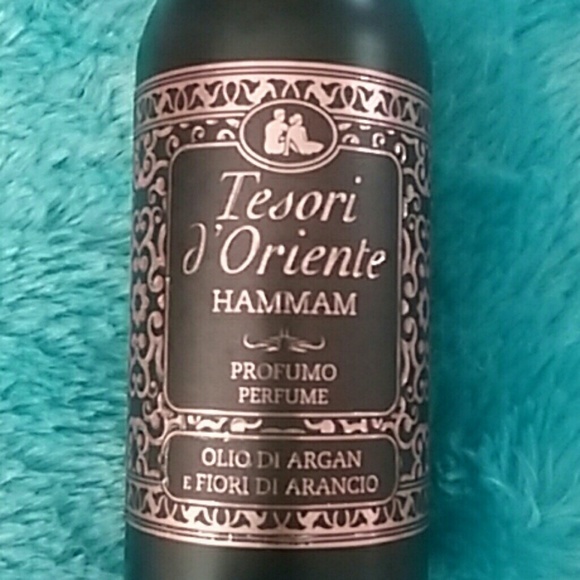 Tesori
d'Oriente
HAMMAM
PROFUMO
PERFUME
OLIO DI ARGAN
E FIORI DI ARANCIO